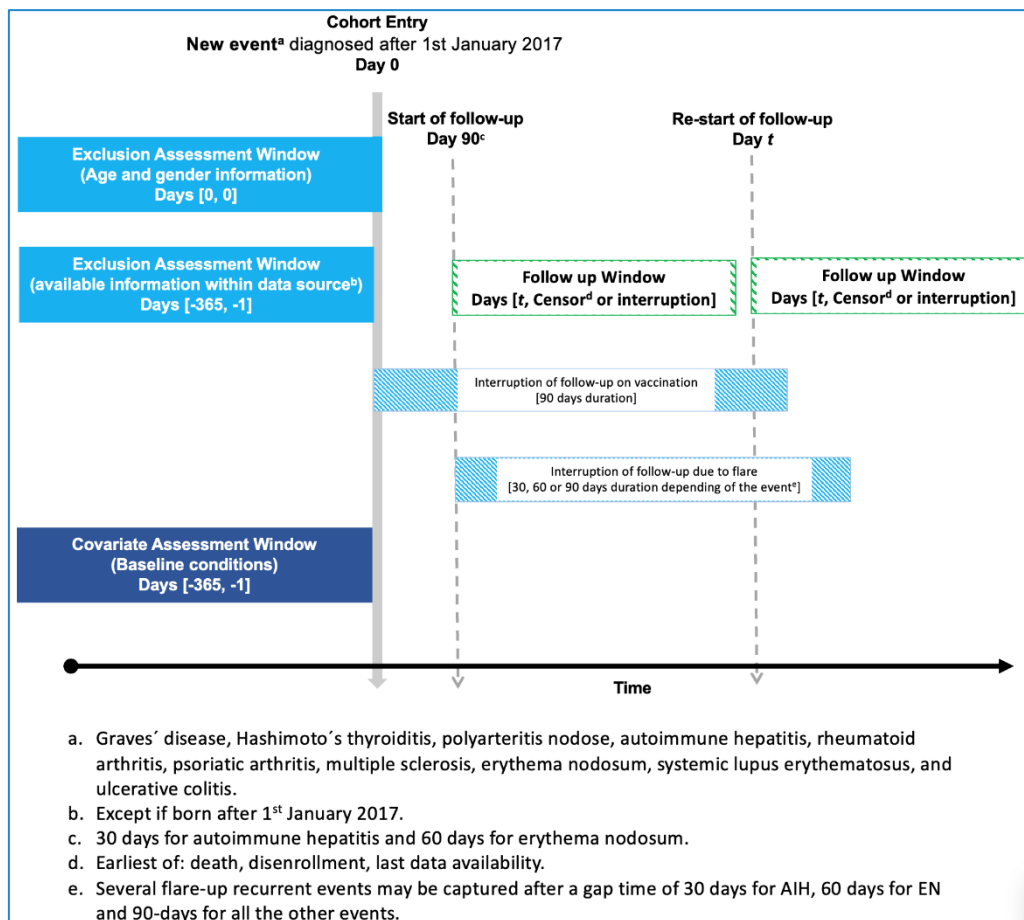 Cohort Entry
New eventᵃ diagnosed after 1st January 2017
Day 0
Start of follow-up
Day 90ᶜ
Re-start of follow-up
Day t
Exclusion Assessment Window
(Age and gender information)
Days [0, 0]
Exclusion Assessment Window
(available information within data sourceᵇ)
Days [-365, -1]
Follow up Window
Days [t, Censorᵈ or interruption]
Follow up Window
Days [t, Censorᵈ or interruption]
Interruption of follow-up on vaccination
[90 days duration]
Interruption of follow-up due to flare
[30, 60 or 90 days duration depending of the eventᵉ]
Covariate Assessment Window
(Baseline conditions)
Days [-365, -1]
Time
a. Graves´ disease, Hashimoto´s thyroiditis, polyarteritis nodose, autoimmune hepatitis, rheumatoid
arthritis, psoriatic arthritis, multiple sclerosis, erythema nodosum, systemic lupus erythematosus, and
ulcerative colitis.
b. Except if born after 1ˢᵗ January 2017.
c. 30 days for autoimmune hepatitis and 60 days for erythema nodosum.
d. Earliest of: death, disenrollment, last data availability.
e. Several flare-up recurrent events may be captured after a gap time of 30 days for AIH, 60 days for EN
and 90-days for all the other events.